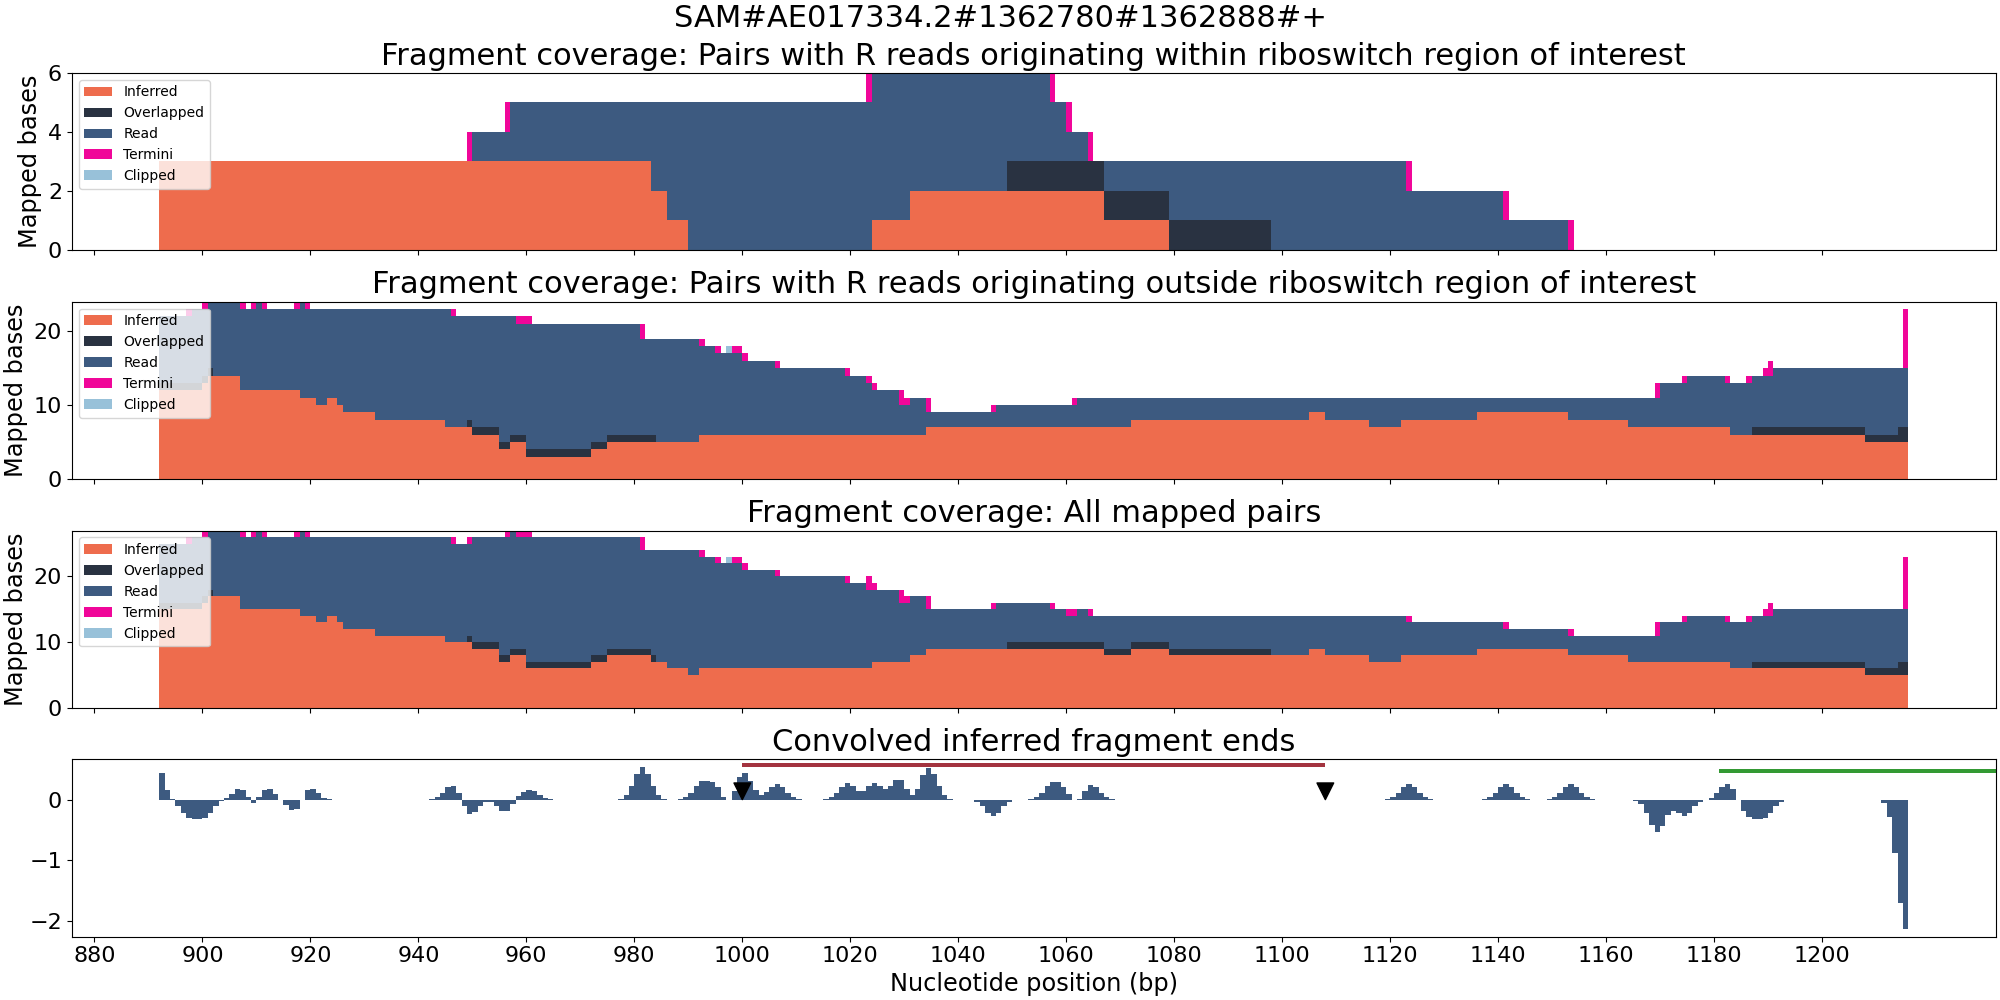 SAM#AE017334.2#1362780#1362888#+
Fragment coverage: Pairs with R reads originating within riboswitch region of interest
Mapped bases
6
4
2
0
Inferred
Overlapped
Read
Termini
Clipped
Fragment coverage: Pairs with R reads originating outside riboswitch region of interest
Mapped bases
20
10
0
Inferred
Overlapped
Read
Termini
Clipped
Fragment coverage: All mapped pairs
Mapped bases
20
10
0
Inferred
Overlapped
Read
Termini
Clipped
Convolved inferred fragment ends
0
−1
−2
880 900 920 940 960 980 1000 1020 1040 1060 1080 1100 1120 1140 1160 1180 1200
Nucleotide position (bp)